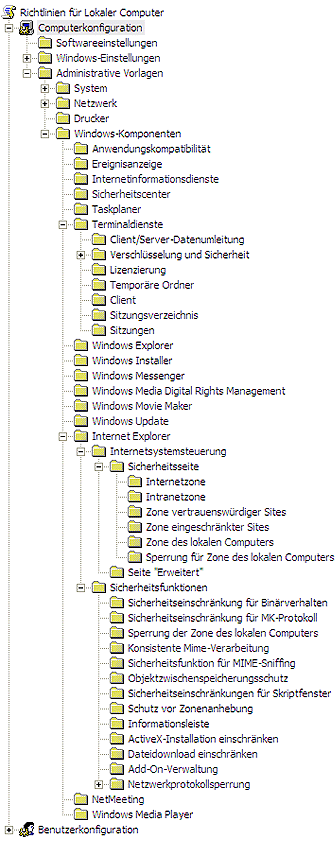 Richtlinien für Lokaler Computer
Computerkonfiguration
Softwareeinstellungen
Windows-Einstellungen
Administrative Vorlagen
System
Netzwerk
Drucker
Windows-Komponenten
Anwendungskompatibilität
Ereignisanzeige
Internetinformationsdienste
Sicherheitscenter
Taskplaner
Terminaldienste
Client/Server-Datenumleitung
Verschlüsselung und Sicherheit
Lizenzierung
Temporäre Ordner
Client
Sitzungsverzeichnis
Sitzungen
Windows Explorer
Windows Installer
Windows Messenger
Windows Media Digital Rights Management
Windows Movie Maker
Windows Update
Internet Explorer
Internetsystemsteuerung
Sicherheitsseite
Internetzone
Intranetzone
Zone vertrauenswürdiger Sites
Zone eingeschränkter Sites
Zone des lokalen Computers
Sperrung für Zone des lokalen Computers
Seite "Erweitert"
Sicherheitsfunktionen
Sicherheitseinschränkung für Binärverhalten
Sicherheitseinschränkung für MK-Protokoll
Sperrung der Zone des lokalen Computers
Konsistente Mime-Verarbeitung
Sicherheitsfunktion für MIME-Sniffing
Objektzwischenspeicherungsschutz
Sicherheitseinschränkungen für Skriptfenster
Schutz vor Zonenanhebung
Informationsleiste
ActiveX-Installation einschränken
Dateidownload einschränken
Add-On-Verwaltung
Netzwerkprotokollsperrung
NetMeeting
Windows Media Player
Benutzerkonfiguration